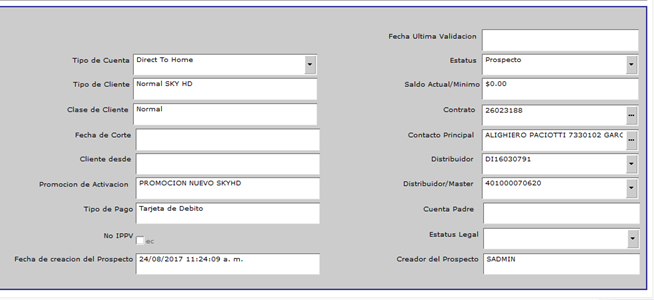 Fecha Ultima Validacion
Tipo de Cuenta Direct To Home Estatus Prospecto
Tipo de Cliente Normal SKY HD Saldo Actual/Minimo $0.00
Clase de Cliente Normal Contrato 26023188
Fecha de Corte Contacto Principal ALIGHIERO PACIOTTI 7330102 GARC
Cliente desde Distribuidor DI16030791
Promocion de Activacion PROMOCION NUEVO SKYHD Distribuidor/Master 401000070620
Tipo de Pago Tarjeta de Debito Cuenta Padre
No IPPV Estatus Legal
Fecha de creacion del Prospecto 24/08/2017 11:24:09 a. m. Creador del Prospecto SADMIN